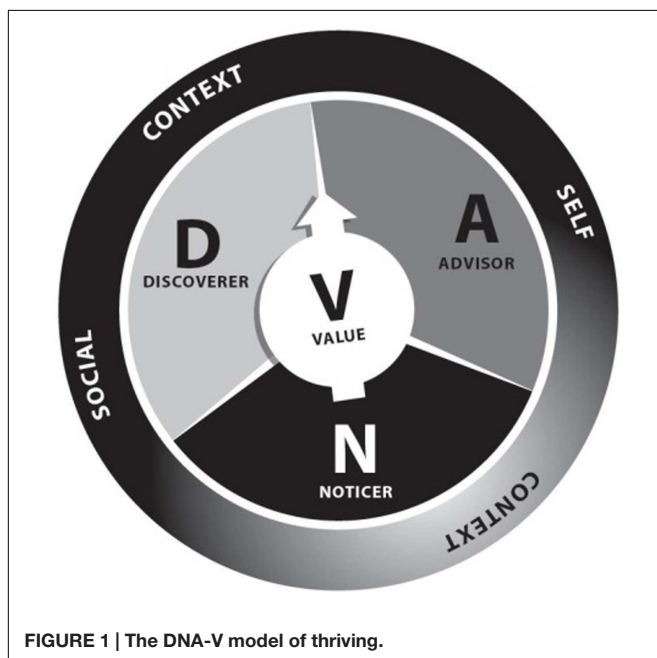 SOCIAL CONTEXT
SELF CONTEXT
D
DISCOVERER
A
ADVISOR
V
VALUE
N
NOTICER
FIGURE 1 | The DNA-V model of thriving.